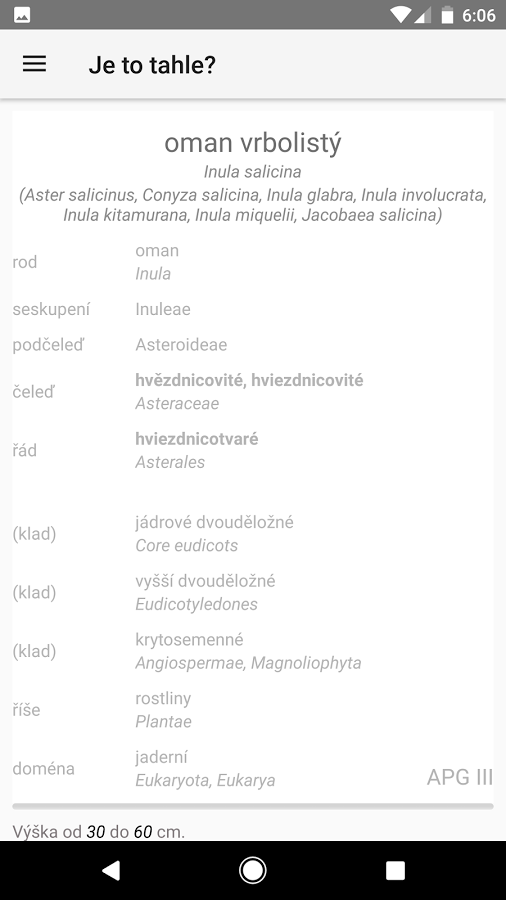 6:06
Je to tahle?
oman vrbolistý
Inula salicina
(Aster salicinus, Conyza salicina, Inula glabra, Inula involucrata,
Inula kitamurana, Inula miquelii, Jacobaea salicina)
rod
oman
Inula
seskupení
Inuleae
podčeleď
Asteroideae
čeleď
hvězdnicovité, hviezdnicovité
Asteraceae
řád
hviezdnicotvaré
Asterales
(klad)
jádrové dvouděložné
Core eudicots
(klad)
vyšší dvouděložné
Eudicotyledones
(klad)
krytosemenné
Angiospermae, Magnoliophyta
říše
rostliny
Plantae
doména
jaderní
Eukaryota, Eukarya
APG III
Výška od 30 do 60 cm.